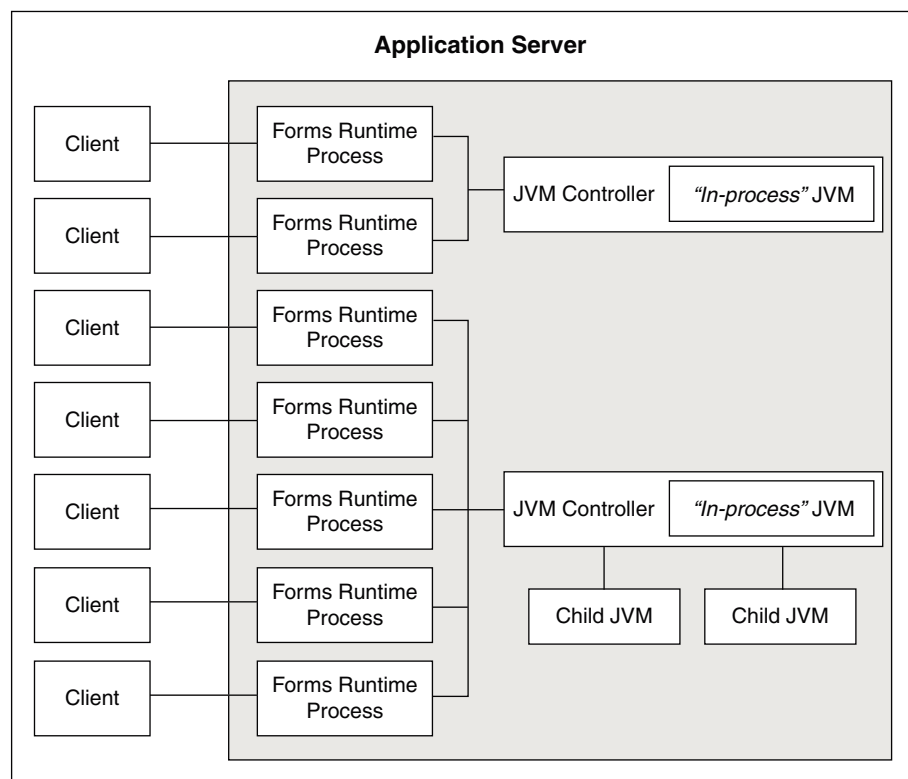 Application Server
Client
Forms Runtime
Process
Client
Forms Runtime
Process
JVM Controller
“In-process” JVM
Client
Forms Runtime
Process
Client
Forms Runtime
Process
Client
Forms Runtime
Process
JVM Controller
“In-process” JVM
Client
Forms Runtime
Process
Child JVM
Child JVM
Client
Forms Runtime
Process